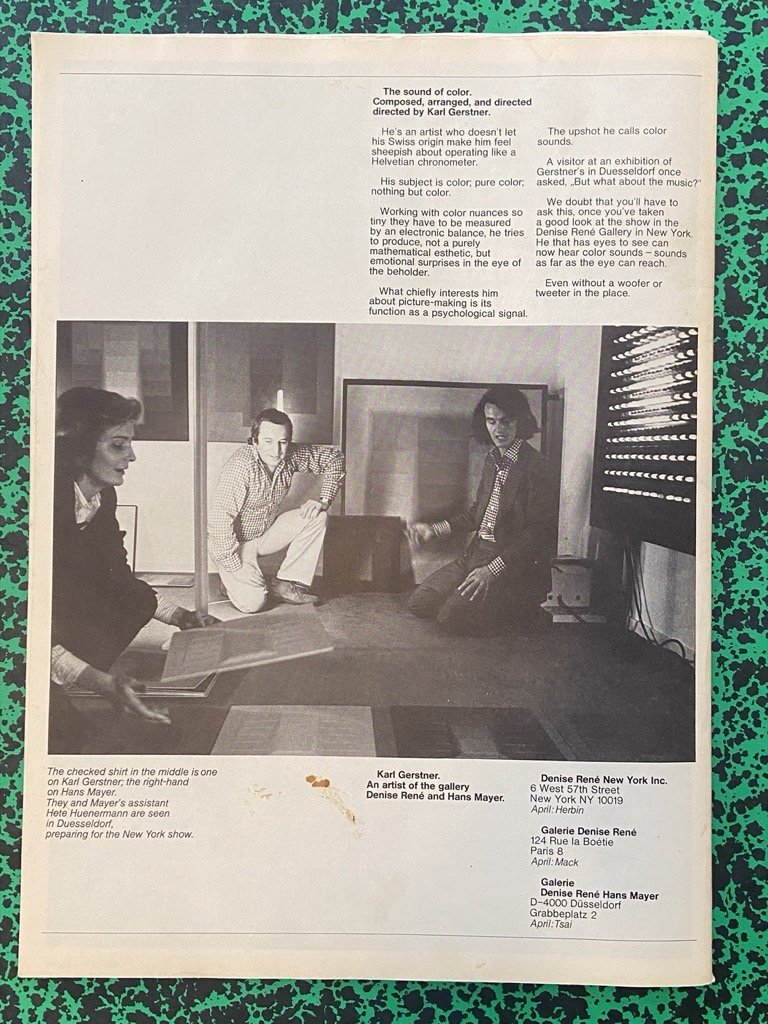 The sound of color.
Composed, arranged, and directed
directed by Karl Gerstner.
He's an artist who doesn't let
his Swiss origin make him feel
sheepish about operating like a
Helvetian chronometer.
His subject is color; pure color;
nothing but color.
Working with color nuances so
tiny they have to be measured
by an electronic balance, he tries
to produce, not a purely
mathematical esthetic, but
emotional surprises in the eye of
the beholder.
What chiefly interests him
about picture-making is its
function as a psychological signal.
The upshot he calls color
sounds.
A visitor at an exhibition of
Gerstner's in Duesseldorf once
asked, „But what about the music?"
We doubt that you'll have to
ask this, once you've taken
a good look at the show in the
Denise René Gallery in New York.
He that has eyes to see can
now hear color sounds – sounds
as far as the eye can reach.
Even without a woofer or
tweeter in the place.
The checked shirt in the middle is one
on Karl Gerstner; the right-hand
on Hans Mayer.
They and Mayer's assistant
Hete Huenermann are seen
in Duesseldorf,
preparing for the New York show.
Karl Gerstner.
An artist of the gallery
Denise René and Hans Mayer.
Denise René New York Inc.
6 West 57th Street
New York NY 10019
April: Herbin
Galerie Denise René
124 Rue la Boétie
Paris 8
April: Mack
Galerie
Denise René Hans Mayer
D–4000 Düsseldorf
Grabbeplatz 2
April: Tsai